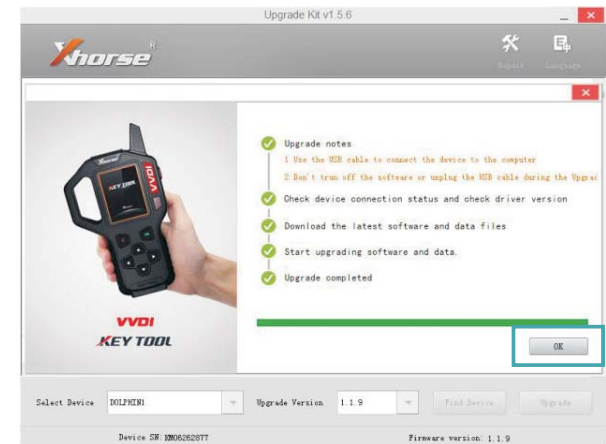 Upgrade Kit v1.5.6
Xhorse®
Repair
Language
Upgrade notes
1 Use the USB cable to connect the device to the computer
2 Don't trun off the software or unplug the USB cable during the Upgrad
Check device connection status and check driver version
Download the latest software and data files
Start upgrading software and data.
Upgrade completed
Xhorse
KEY TOOL
VVDI
VVDI
KEY TOOL
OK
Select Device DOLPHIN1 Upgrade Version 1.1.9 Find Device Upgrade
Device SN: Firmware version: 1.1.9